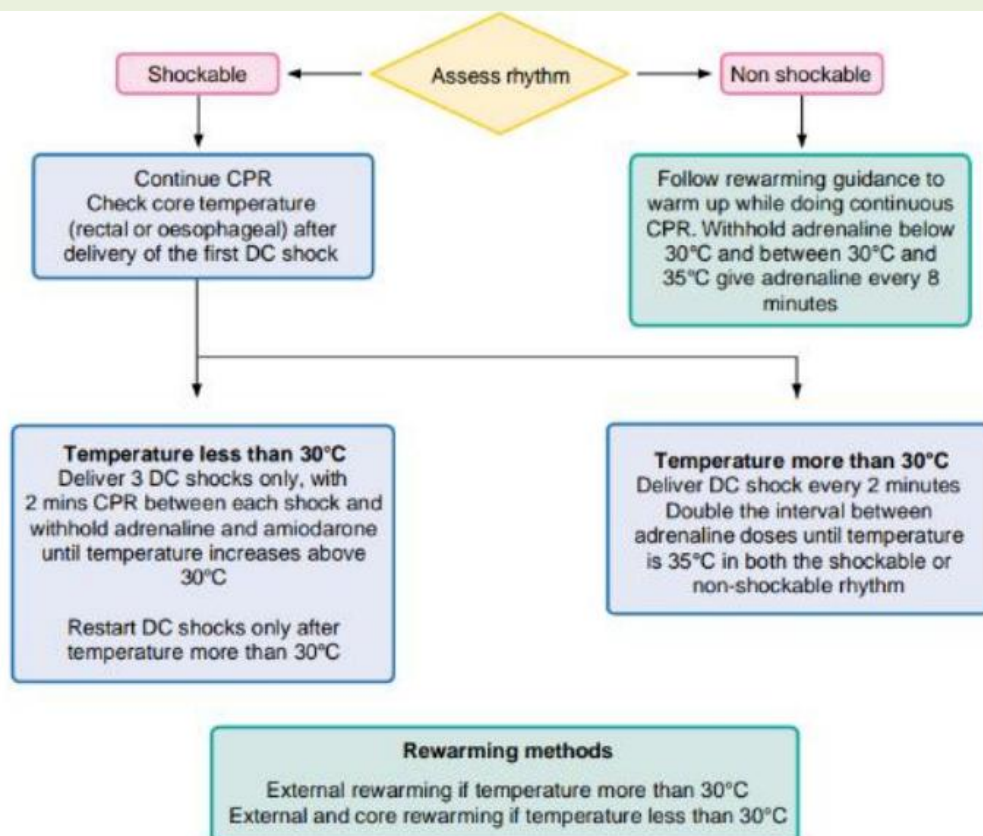 Shockable
Assess rhythm
Non shockable
Continue CPR
Check core temperature
(rectal or oesophageal) after
delivery of the first DC shock
Follow rewarming guidance to
warm up while doing continuous
CPR. Withhold adrenaline below
30°C and between 30°C and
35°C give adrenaline every 8
minutes
Temperature less than 30°C
Deliver 3 DC shocks only, with
2 mins CPR between each shock and
withhold adrenaline and amiodarone
until temperature increases above
30°C
Restart DC shocks only after
temperature more than 30°C
Temperature more than 30°C
Deliver DC shock every 2 minutes
Double the interval between
adrenaline doses until temperature
is 35°C in both the shockable or
non-shockable rhythm
Rewarming methods
External rewarming if temperature more than 30°C
External and core rewarming if temperature less than 30°C